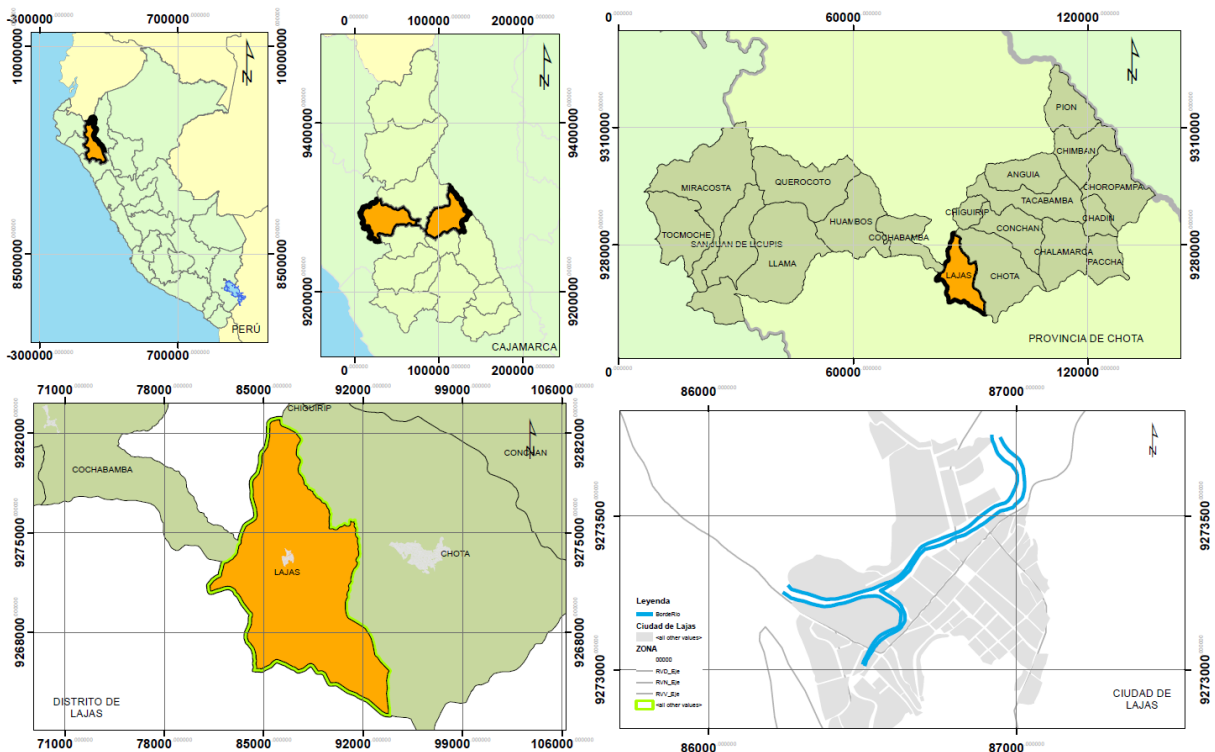 -300000
700000
10000000
8500000
N
PERÚ
-300000
700000
10000000
8500000
0
100000
200000
9400000
9200000
N
CAJAMARCA
0
100000
200000
9400000
9200000
0
60000
120000
9310000
9280000
N
PION
CHIMBAN
ANGUIA
CHOROPAMPA
MIRACOSTA
QUEROCOTO
TACABAMBA
CHIGUIRIP
CHADIN
HUAMBOS
CONCHAN
TOCMOCHE
COCHABAMBA
SAN JUAN DE LICUPIS
CHALAMARCA
LLAMA
PACCHA
LAJAS
CHOTA
PROVINCIA DE CHOTA
0
60000
120000
9310000
9280000
71000
78000
85000
92000
99000
106000
9282000
9275000
9268000
N
CHIGUIRIP
CONCHAN
COCHABAMBA
CHOTA
LAJAS
DISTRITO DE
LAJAS
71000
78000
85000
92000
99000
106000
9282000
9275000
9268000
86000
87000
9273500
9273000
N
Leyenda
BordeRio
Ciudad de Lajas
<all other values>
ZONA
00000
RVD_Eje
RVN_Eje
RVV_Eje
<all other values>
CIUDAD DE
LAJAS
86000
87000
9273500
9273000